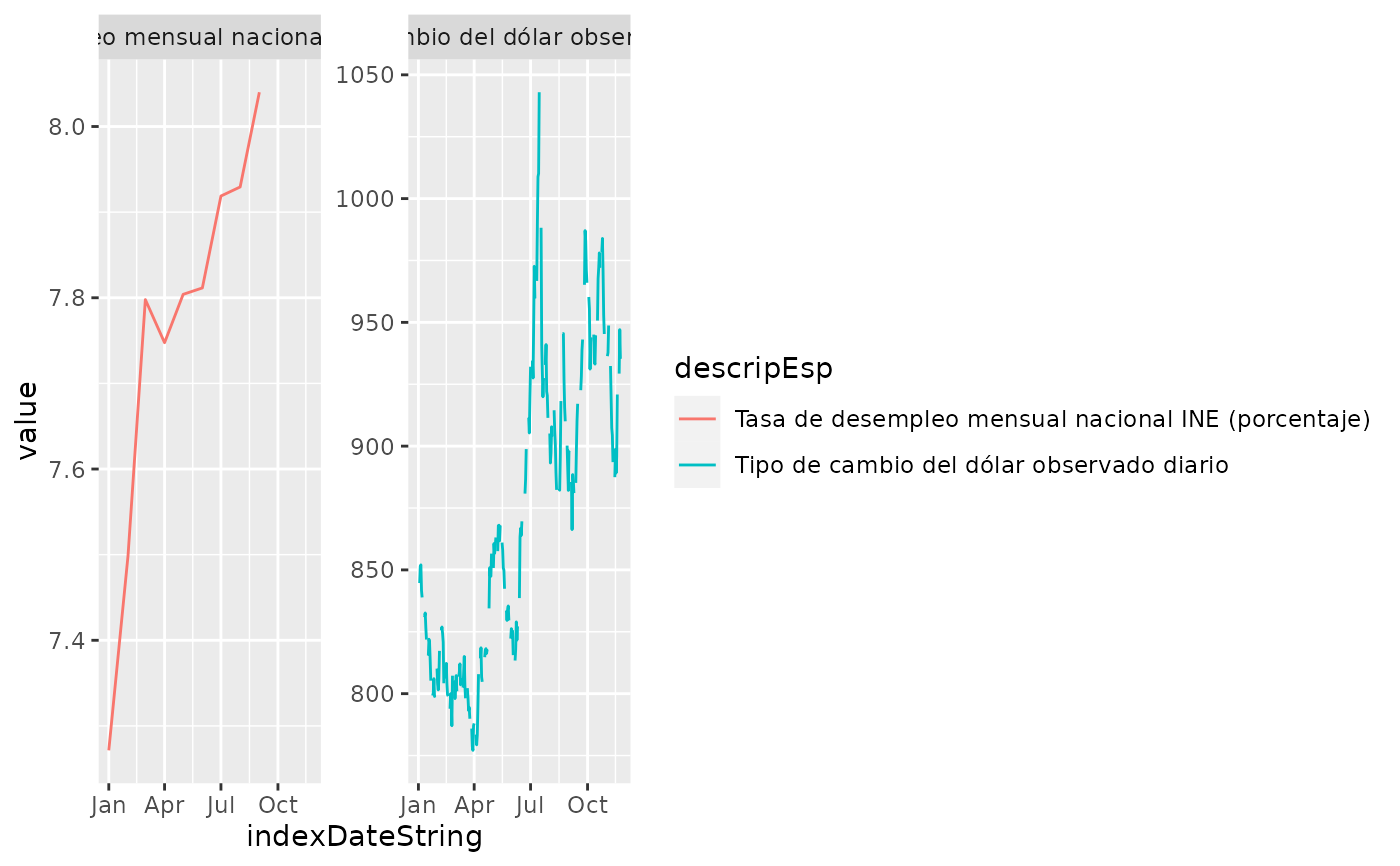 eo mensual naciona
nbio del dólar obser
8.0
7.8
7.6
7.4
1050
1000
950
900
850
800
value
Jan Apr Jul Oct
Jan Apr Jul Oct
indexDateString
descripEsp
Tasa de desempleo mensual nacional INE (porcentaje)
Tipo de cambio del dólar observado diario